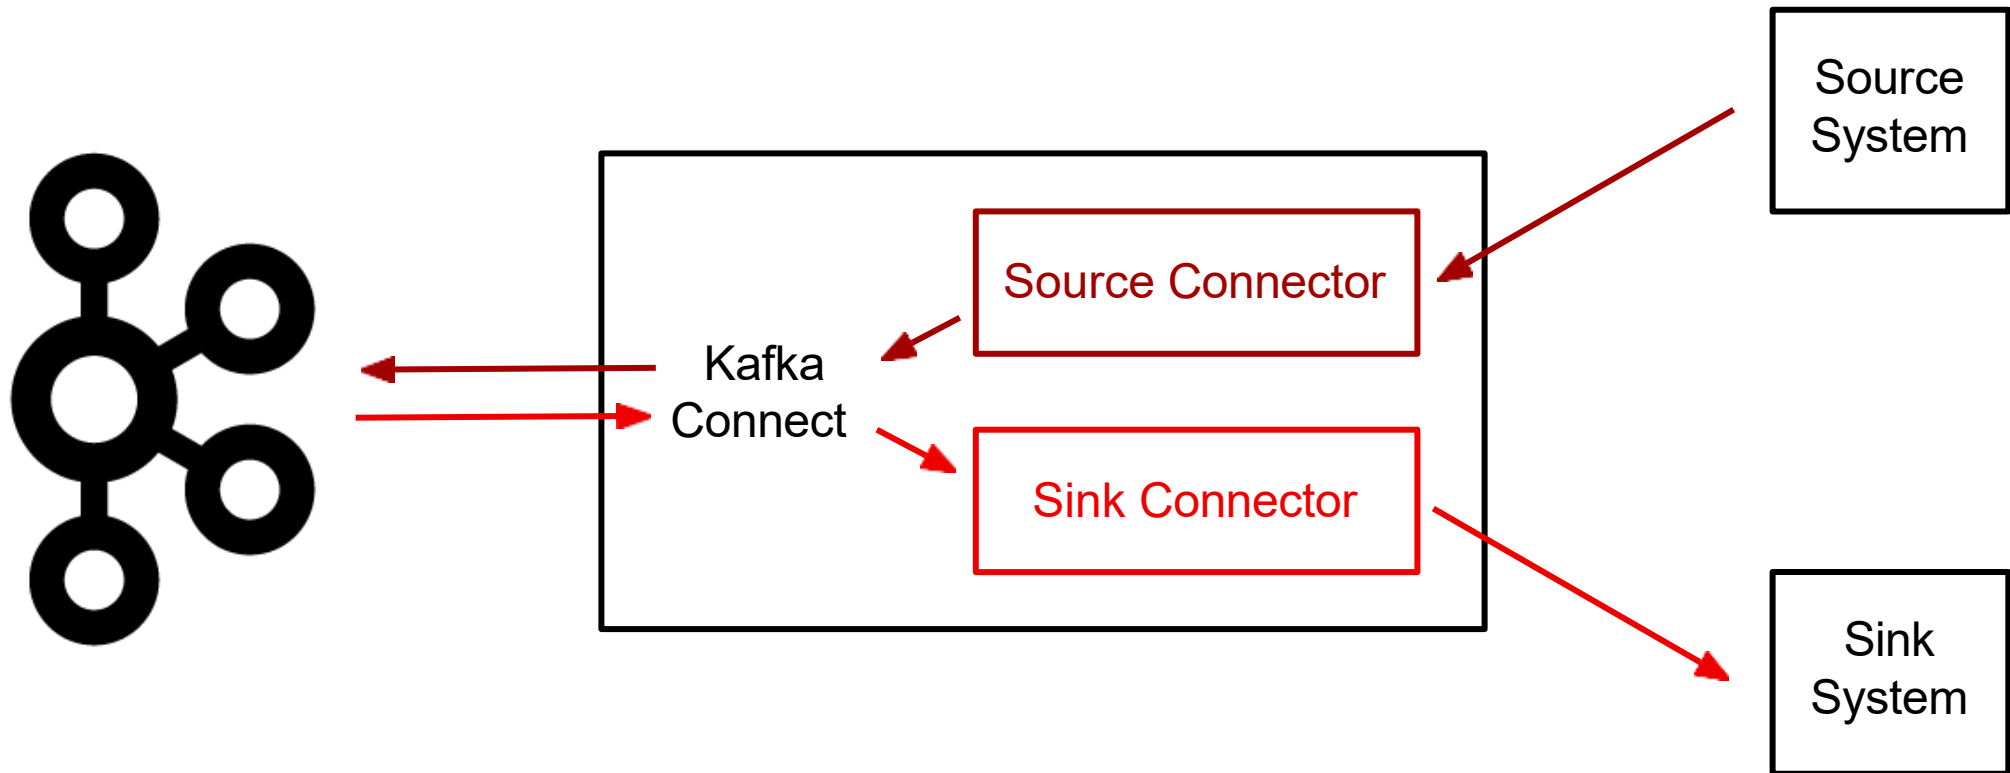 Source
System
Source Connector
Kafka
Connect
Sink Connector
Sink
System